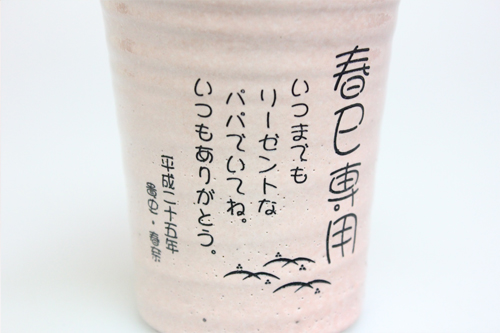 春巳専用
いつまでも
リーゼントな
パパでいてね。
いつもありがとう。
平成二十五年